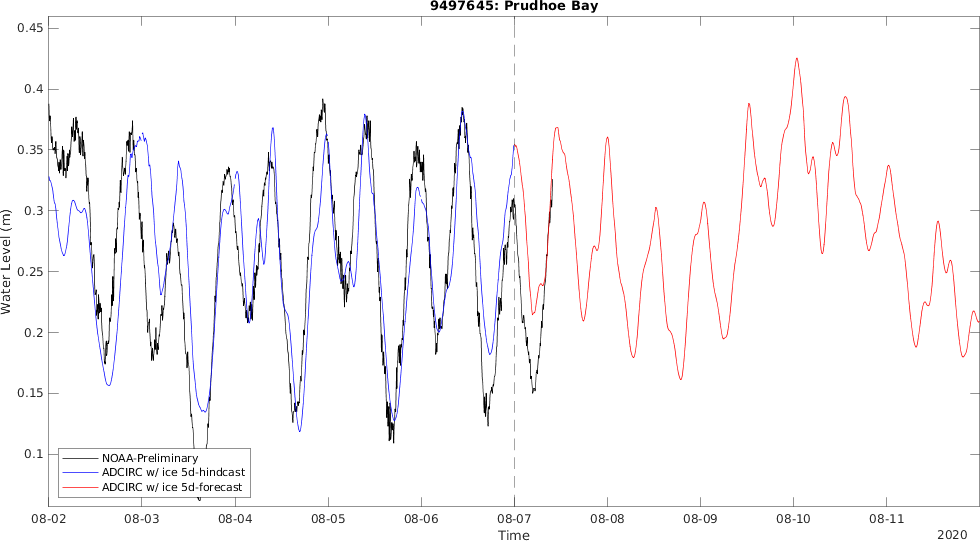 9497645: Prudhoe Bay
0.45
0.4
0.35
0.3
0.25
0.2
0.15
0.1
Water Level (m)
NOAA-Preliminary
ADCIRC w/ ice 5d-hindcast
ADCIRC w/ ice 5d-forecast
08-02 08-03 08-04 08-05 08-06 08-07 08-08 08-09 08-10 08-11
Time
2020